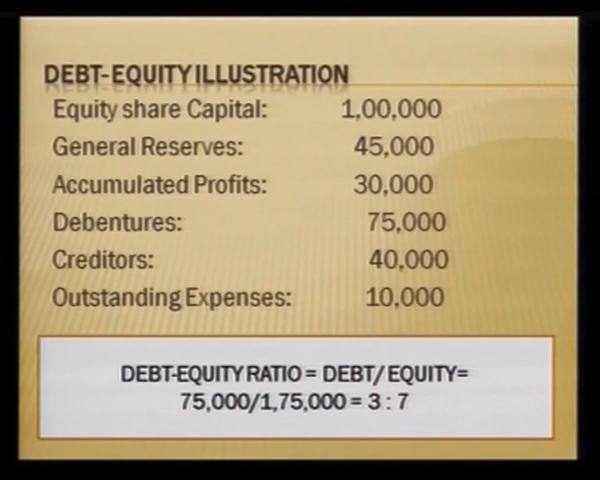 DEBT-EQUITY ILLUSTRATION
Equity share Capital: 1,00,000
General Reserves: 45,000
Accumulated Profits: 30,000
Debentures: 75,000
Creditors: 40,000
Outstanding Expenses: 10,000
DEBT-EQUITY RATIO = DEBT/ EQUITY=
75,000/1,75,000 = 3 : 7